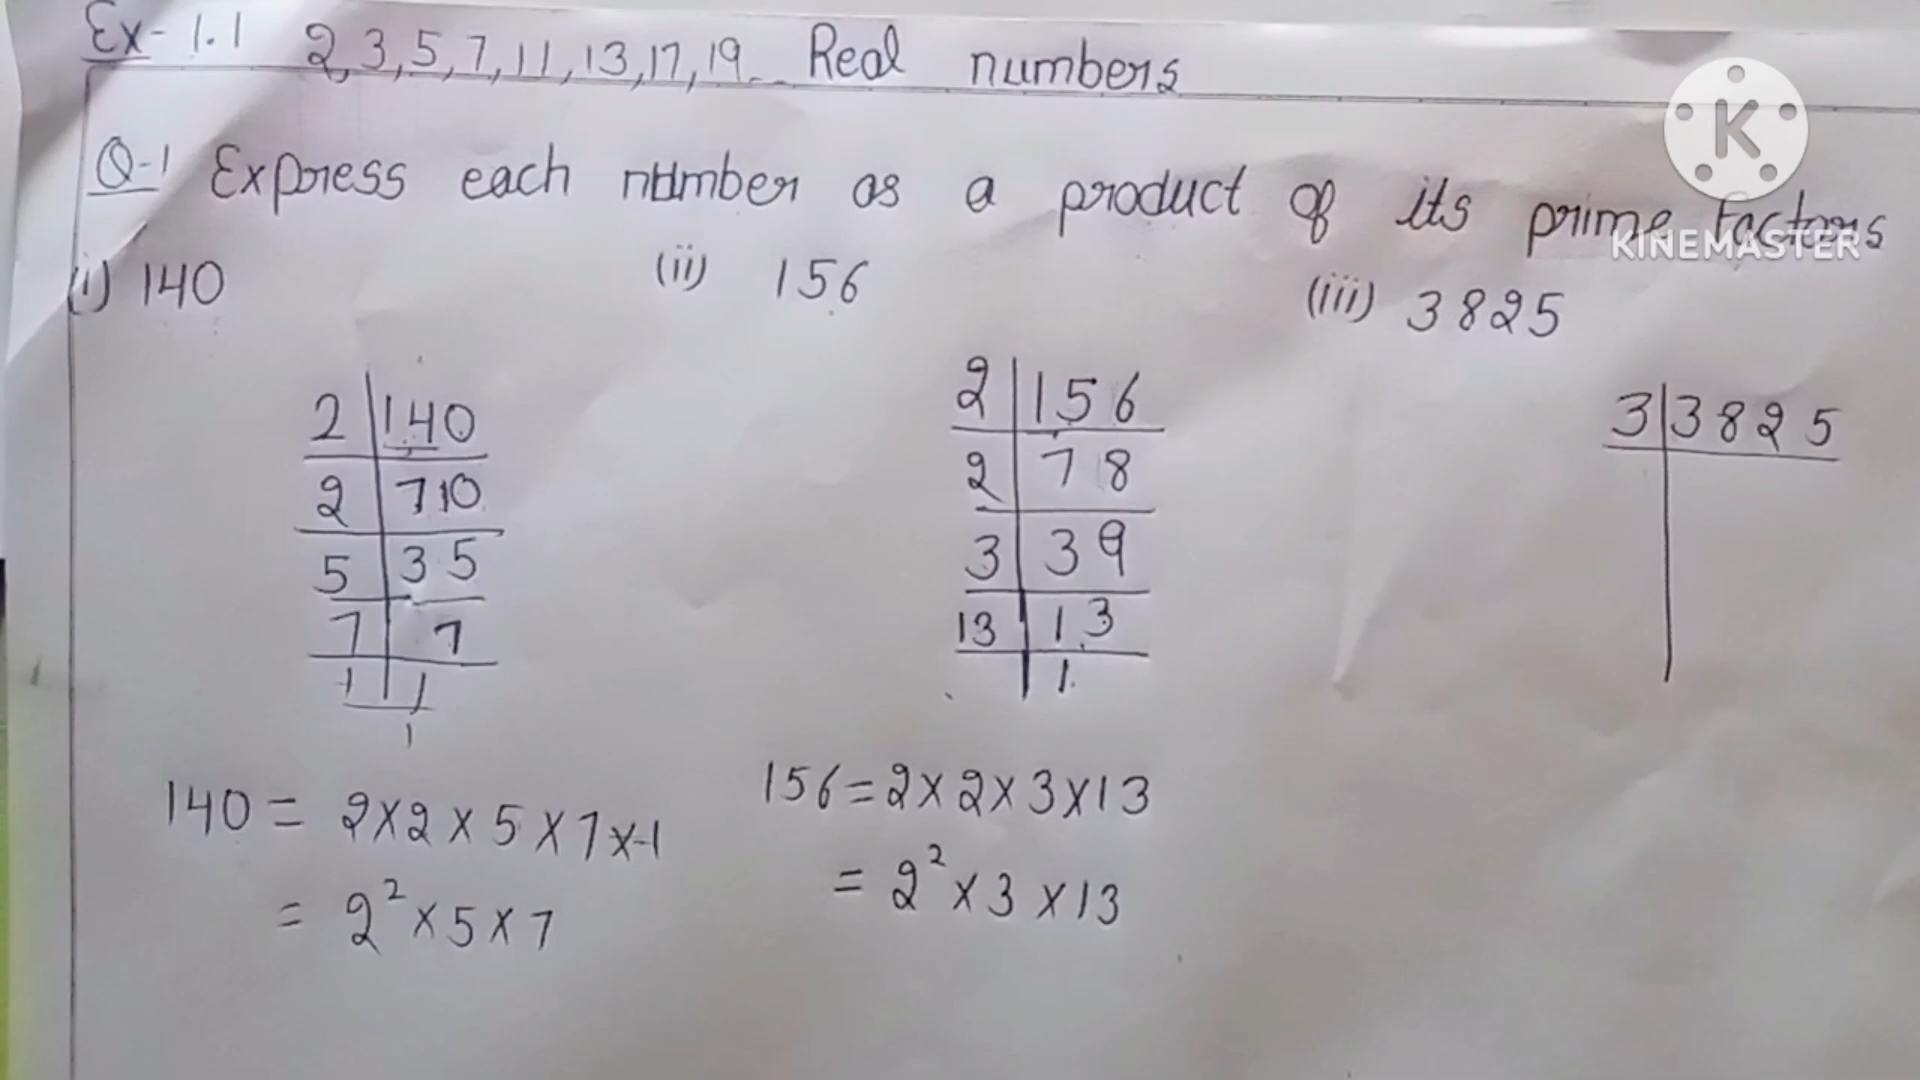 Ex-1.1 2,3,5,7,11,13,17,19.. Real numbers
Q-1 Express each number as a product of its prime factors
K
KINEMASTER
(i) 140 (ii) 156 (iii) 3825
2 140
2 710
5 35
7 7
1 1
1
2 156
2 78
3 39
13 13
1
3 3825
140 = 2×2×5×7×1
= 2²×5×7
156=2×2×3×13
= 2²×3×13